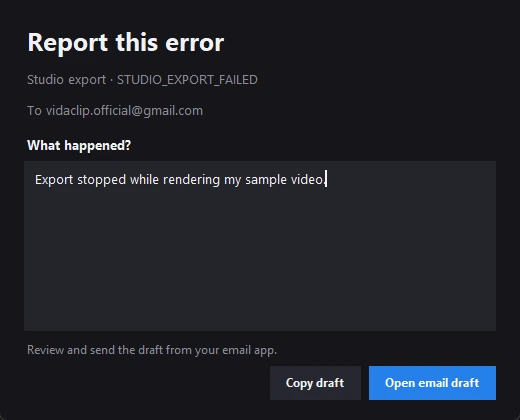 Report this error
Studio export · STUDIO_EXPORT_FAILED
To vidaclip.official@gmail.com
What happened?
Export stopped while rendering my sample video.
Review and send the draft from your email app.
Copy draft
Open email draft